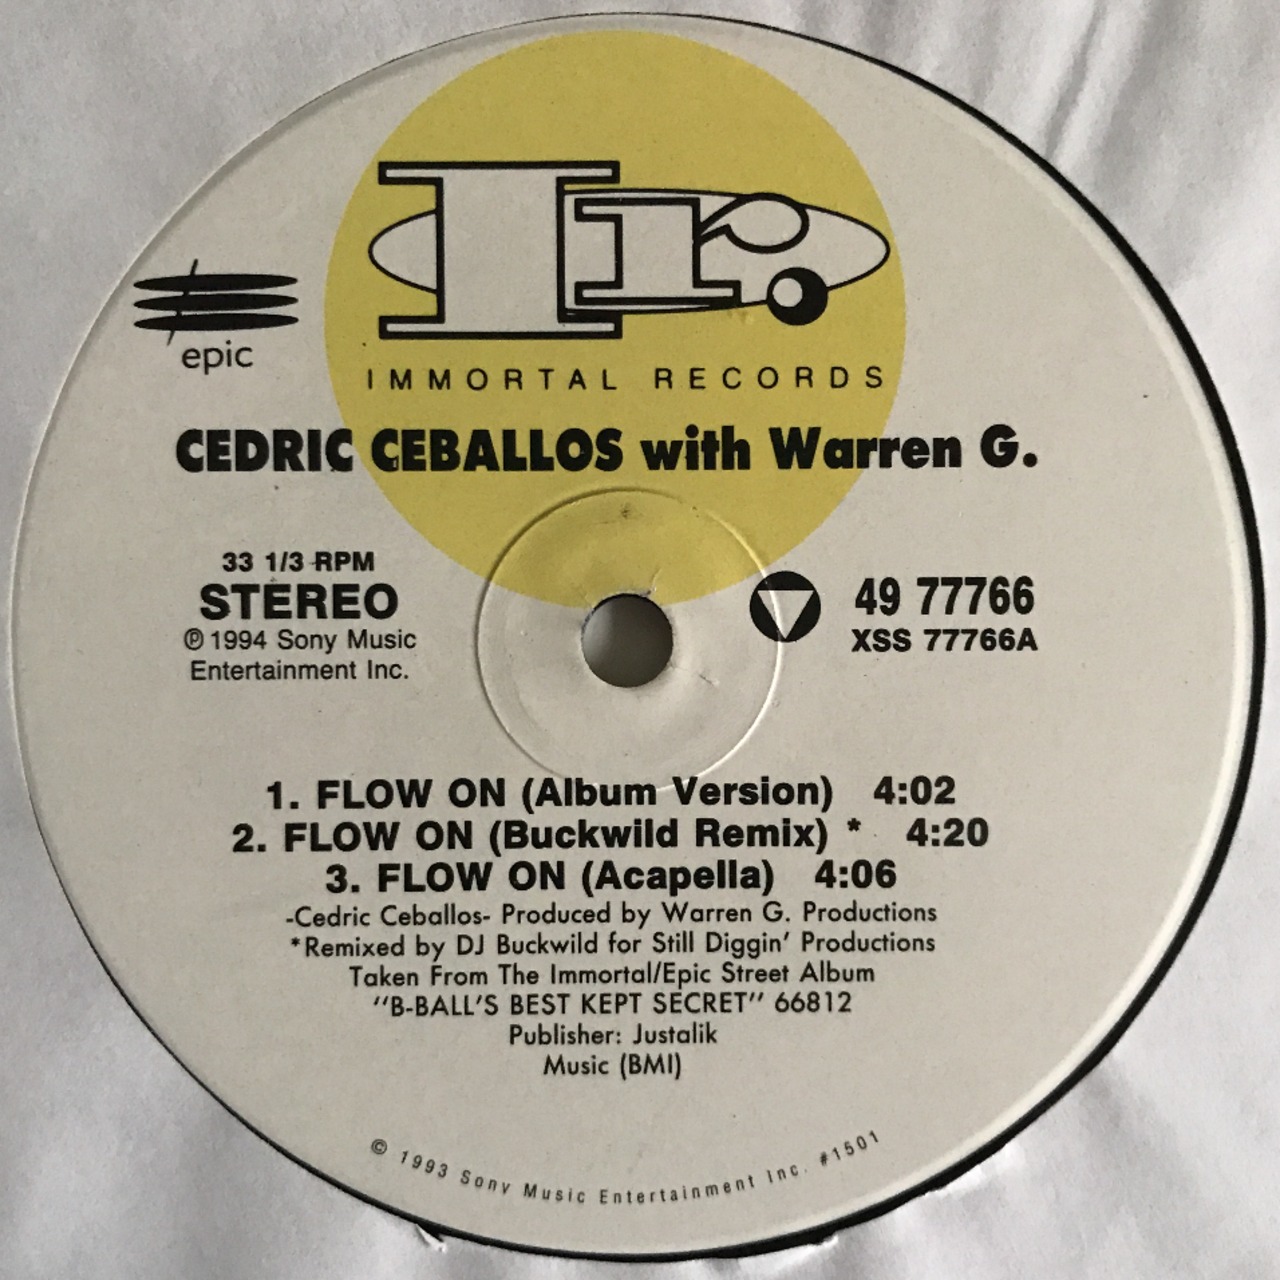 epic
IMMORTAL RECORDS
CEDRIC CEBALLOS with Warren G.
33 1/3 RPM
STEREO
℗ 1994 Sony Music
Entertainment Inc.
49 77766
XSS 77766A
1. FLOW ON (Album Version) 4:02
2. FLOW ON (Buckwild Remix) * 4:20
3. FLOW ON (Acapella) 4:06
-Cedric Ceballos- Produced by Warren G. Productions
*Remixed by DJ Buckwild for Still Diggin' Productions
Taken From The Immortal/Epic Street Album
"B-BALL'S BEST KEPT SECRET" 66812
Publisher: Justalik
Music (BMI)
© 1993 Sony Music Entertainment Inc. #1501